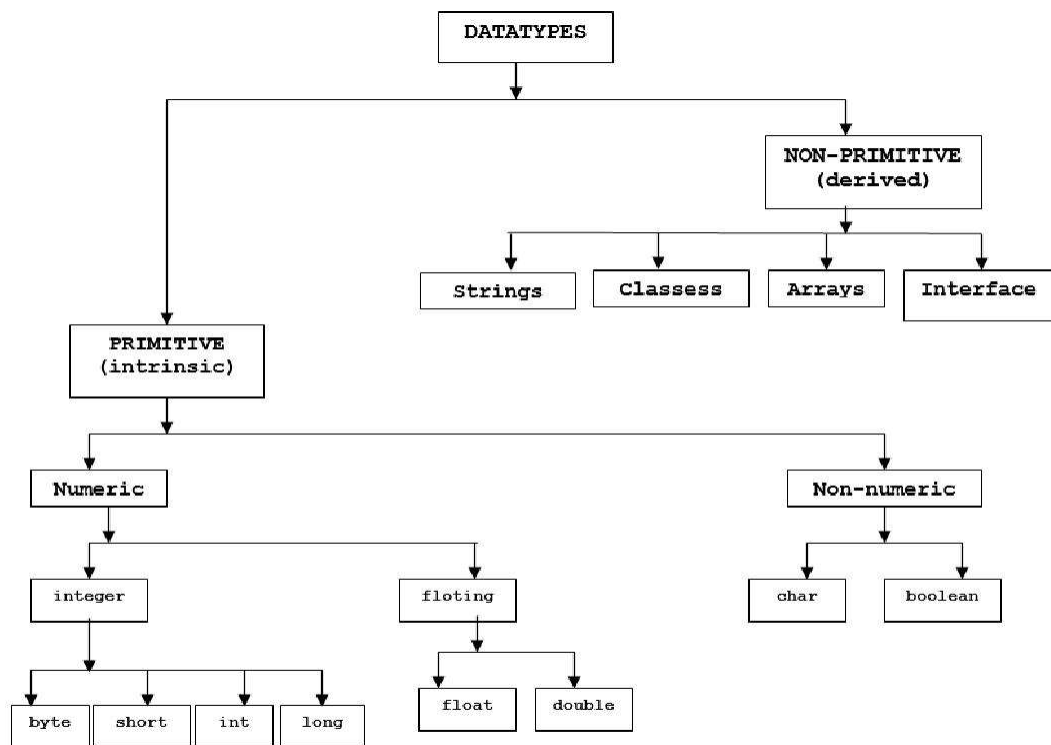 DATATYPES
NON-PRIMITIVE
(derived)
Strings
Classess
Arrays
Interface
PRIMITIVE
(intrinsic)
Numeric
Non-numeric
integer
floting
char
boolean
byte
short
int
long
float
double